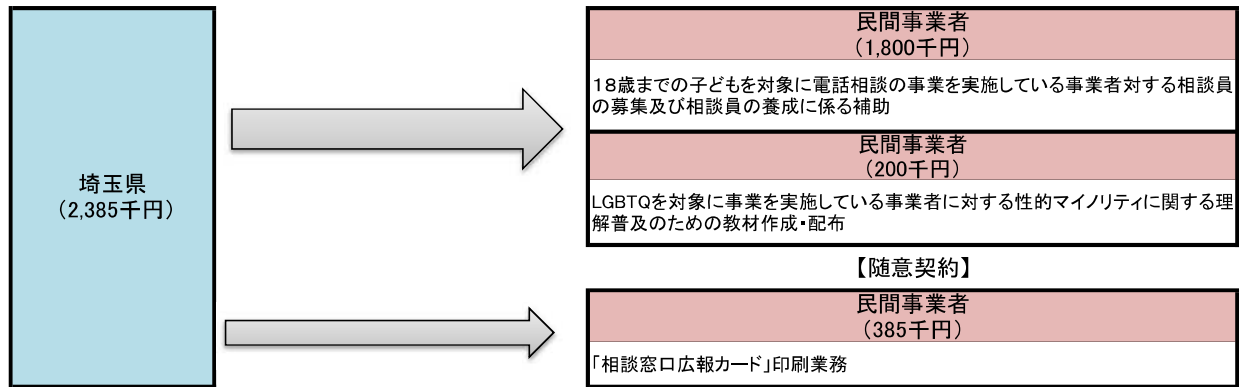 埼玉県
(2,385千円)
民間事業者
(1,800千円)
18歳までの子どもを対象に電話相談の事業を実施している事業者対する相談員
の募集及び相談員の養成に係る補助
民間事業者
(200千円)
LGBTQを対象に事業を実施している事業者に対する性的マイノリティに関する理
解普及のための教材作成・配布
【随意契約】
民間事業者
(385千円)
「相談窓口広報カード」印刷業務